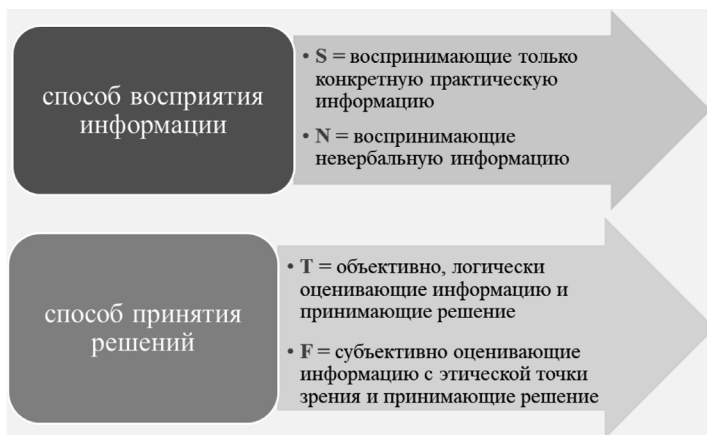 способ восприятия
информации
• S = воспринимающие только
конкретную практическую
информацию
• N = воспринимающие
невербальную информацию
способ принятия
решений
• T = объективно, логически
оценивающие информацию и
принимающие решение
• F = субъективно оценивающие
информацию с этической точки
зрения и принимающие решение